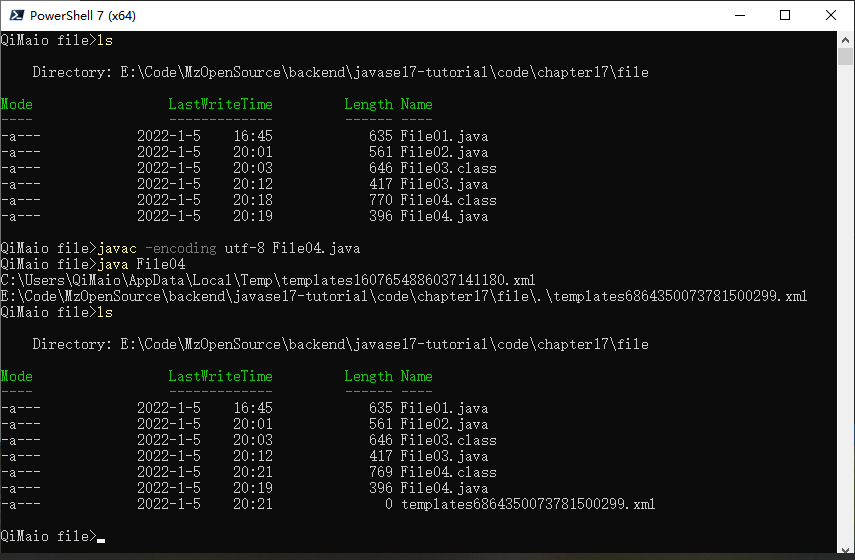 PowerShell 7 (x64)
QiMaio file>ls
Directory: E:\Code\MzOpenSource\backend\javase17-tutorial\code\chapter17\file
Mode                 LastWriteTime         Length Name
----                 -------------         ------ ----
-a---            2022-1-5    16:45            635 File01.java
-a---            2022-1-5    20:01            561 File02.java
-a---            2022-1-5    20:03            646 File03.class
-a---            2022-1-5    20:12            417 File03.java
-a---            2022-1-5    20:18            770 File04.class
-a---            2022-1-5    20:19            396 File04.java
QiMaio file>javac -encoding utf-8 File04.java
QiMaio file>java File04
C:\Users\QiMaio\AppData\Local\Temp\templates1607654886037141180.xml
E:\Code\MzOpenSource\backend\javase17-tutorial\code\chapter17\file\.\templates6864350073781500299.xml
QiMaio file>ls
Directory: E:\Code\MzOpenSource\backend\javase17-tutorial\code\chapter17\file
Mode                 LastWriteTime         Length Name
----                 -------------         ------ ----
-a---            2022-1-5    16:45            635 File01.java
-a---            2022-1-5    20:01            561 File02.java
-a---            2022-1-5    20:03            646 File03.class
-a---            2022-1-5    20:12            417 File03.java
-a---            2022-1-5    20:21            769 File04.class
-a---            2022-1-5    20:19            396 File04.java
-a---            2022-1-5    20:21              0 templates6864350073781500299.xml
QiMaio file>